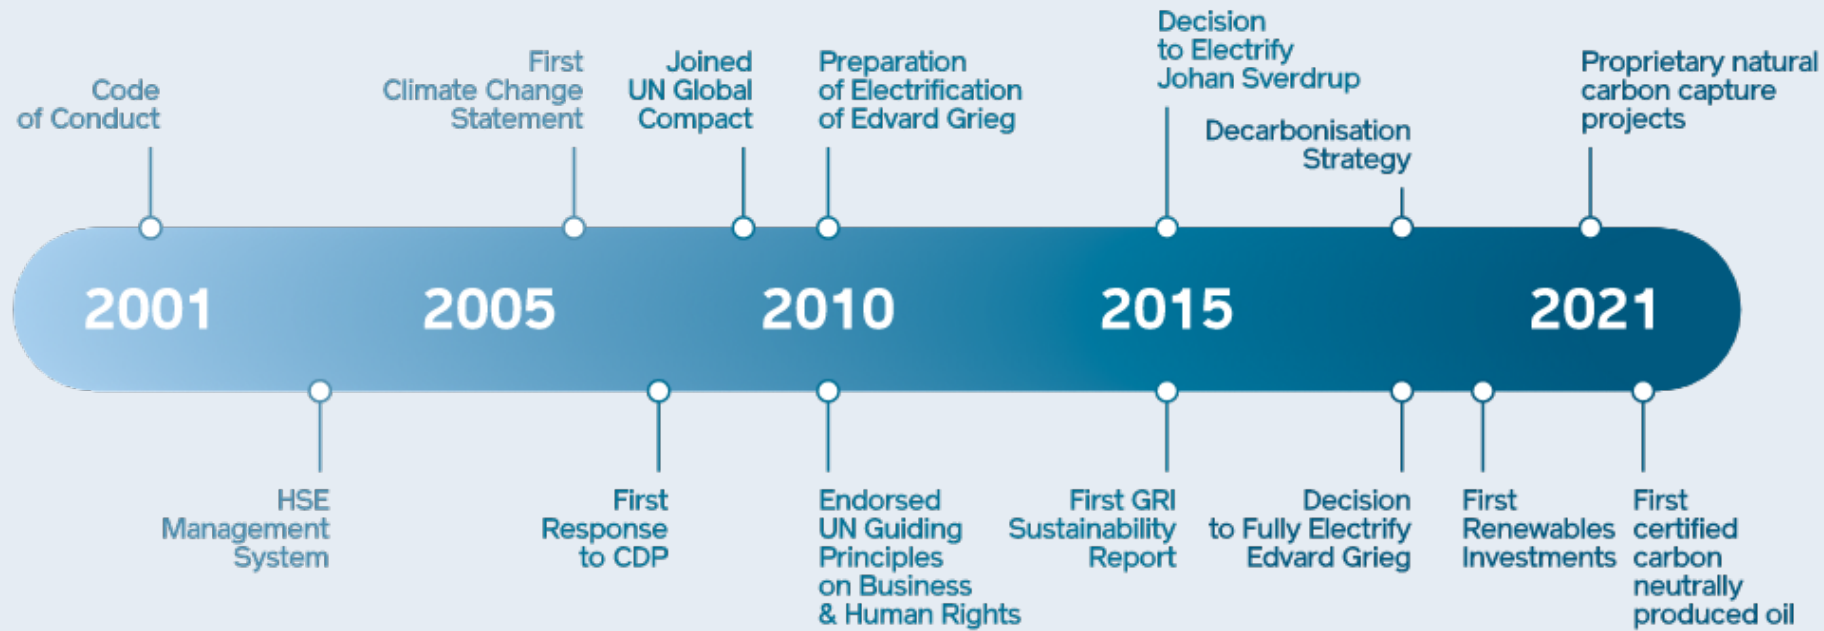 Code
of Conduct
First
Climate Change
Statement
Joined
UN Global
Compact
Preparation
of Electrification
of Edvard Grieg
Decision
to Electrify
Johan Sverdrup
Decarbonisation
Strategy
Proprietary natural
carbon capture
projects
2001
2005
2010
2015
2021
HSE
Management
System
First
Response
to CDP
Endorsed
UN Guiding
Principles
on Business
& Human Rights
First GRI
Sustainability
Report
Decision
to Fully Electrify
Edvard Grieg
First
Renewables
Investments
First
certified
carbon
neutrally
produced oil